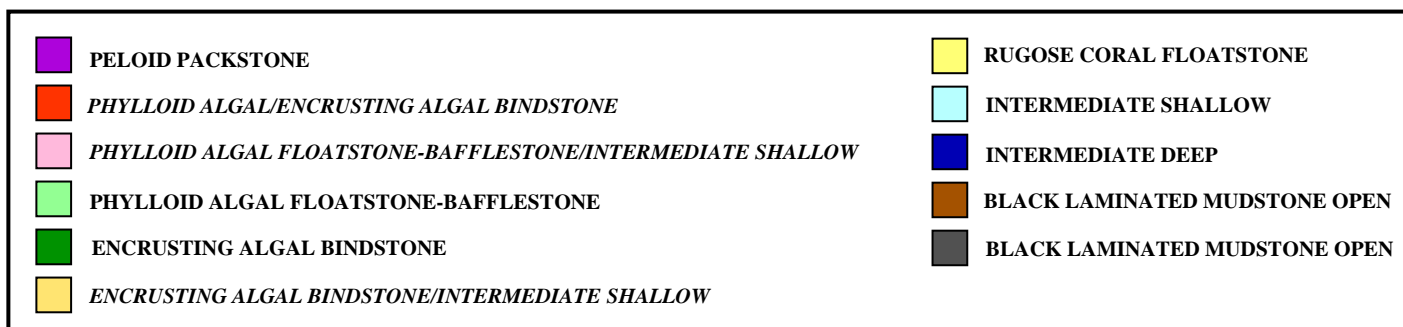 PELOID PACKSTONE
PHYLLOID ALGAL/ENCRUSTING ALGAL BINDSTONE
PHYLLOID ALGAL FLOATSTONE-BAFFLESTONE/INTERMEDIATE SHALLOW
PHYLLOID ALGAL FLOATSTONE-BAFFLESTONE
ENCRUSTING ALGAL BINDSTONE
ENCRUSTING ALGAL BINDSTONE/INTERMEDIATE SHALLOW
RUGOSE CORAL FLOATSTONE
INTERMEDIATE SHALLOW
INTERMEDIATE DEEP
BLACK LAMINATED MUDSTONE OPEN
BLACK LAMINATED MUDSTONE OPEN